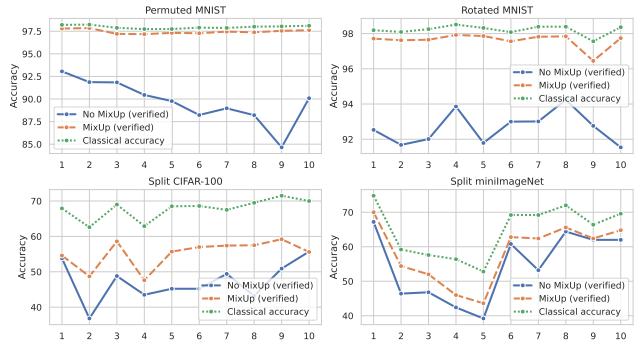 Permuted MNIST
Accuracy
97.5
95.0
92.5
90.0
87.5
85.0
No MixUp (verified)
MixUp (verified)
Classical accuracy
1 2 3 4 5 6 7 8 9 10
Rotated MNIST
Accuracy
98
96
94
92
No MixUp (verified)
MixUp (verified)
Classical accuracy
1 2 3 4 5 6 7 8 9 10
Split CIFAR-100
Accuracy
70
60
50
40
No MixUp (verified)
MixUp (verified)
Classical accuracy
1 2 3 4 5 6 7 8 9 10
Split miniImageNet
Accuracy
70
60
50
40
No MixUp (verified)
MixUp (verified)
Classical accuracy
1 2 3 4 5 6 7 8 9 10